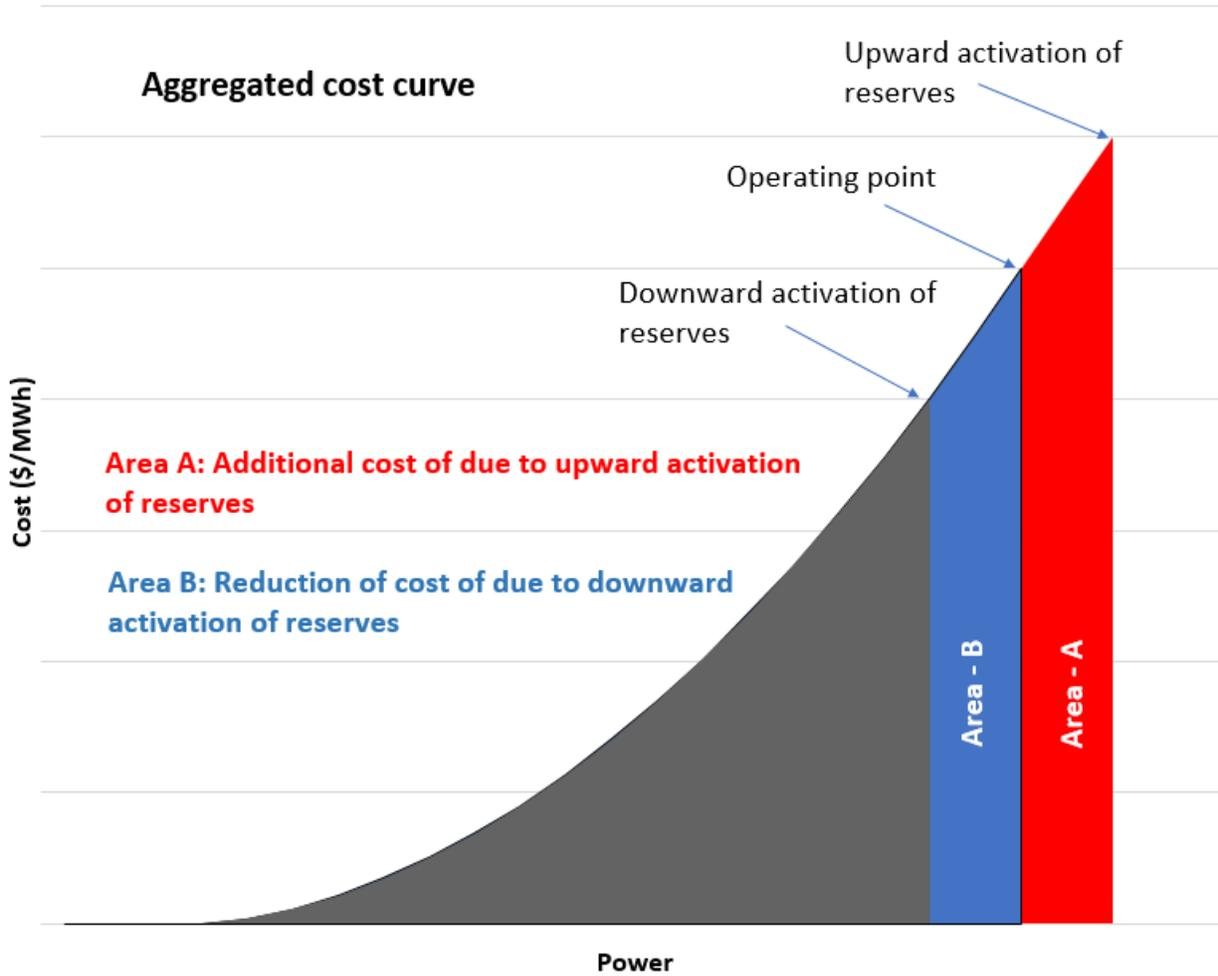 Aggregated cost curve
Upward activation of
reserves
Operating point
Downward activation of
reserves
Cost ($/MWh)
Area A: Additional cost of due to upward activation
of reserves
Area B: Reduction of cost of due to downward
activation of reserves
Area - B
Area - A
Power